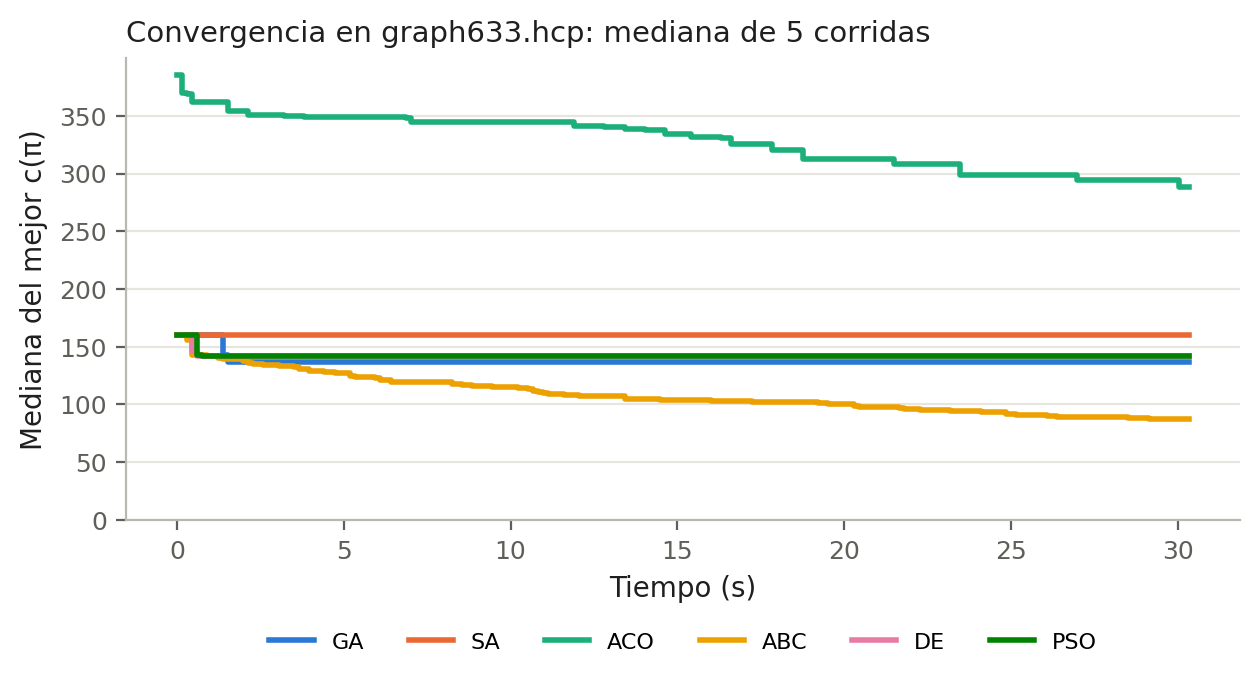 Convergencia en graph633.hcp: mediana de 5 corridas
Mediana del mejor c(π)
350
300
250
200
150
100
50
0
0 5 10 15 20 25 30
Tiempo (s)
GA SA ACO ABC DE PSO